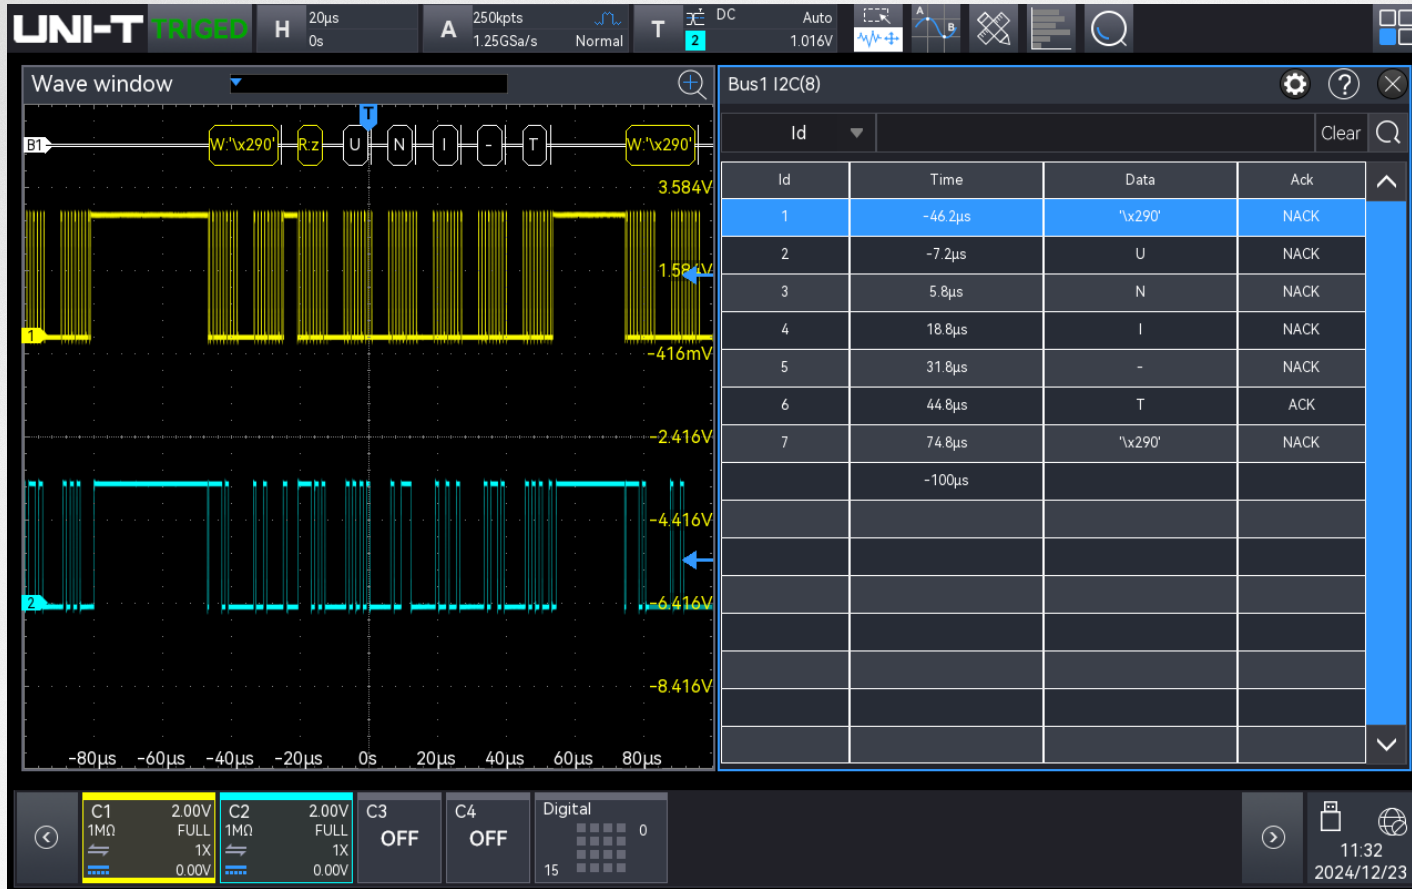 UNI-T TRIGED H 20µs 0s A 250kpts 1.25GSa/s Normal T 2 DC Auto 1.016V A B
Wave window
T
B1 W:'\x290' R:z U N I - T W:'\x290'
3.584V
1.584V
1
-416mV
-2.416V
-4.416V
2
-6.416V
-8.416V
-80µs -60µs -40µs -20µs 0s 20µs 40µs 60µs 80µs
Bus1 I2C(8) ?
Id Clear
Id Time Data Ack
1 -46.2µs '\x290' NACK
2 -7.2µs U NACK
3 5.8µs N NACK
4 18.8µs I NACK
5 31.8µs - NACK
6 44.8µs T ACK
7 74.8µs '\x290' NACK
-100µs
C1 2.00V
1MΩ FULL
1X
0.00V
C2 2.00V
1MΩ FULL
1X
0.00V
C3
OFF
C4
OFF
Digital
0
15
11:32
2024/12/23